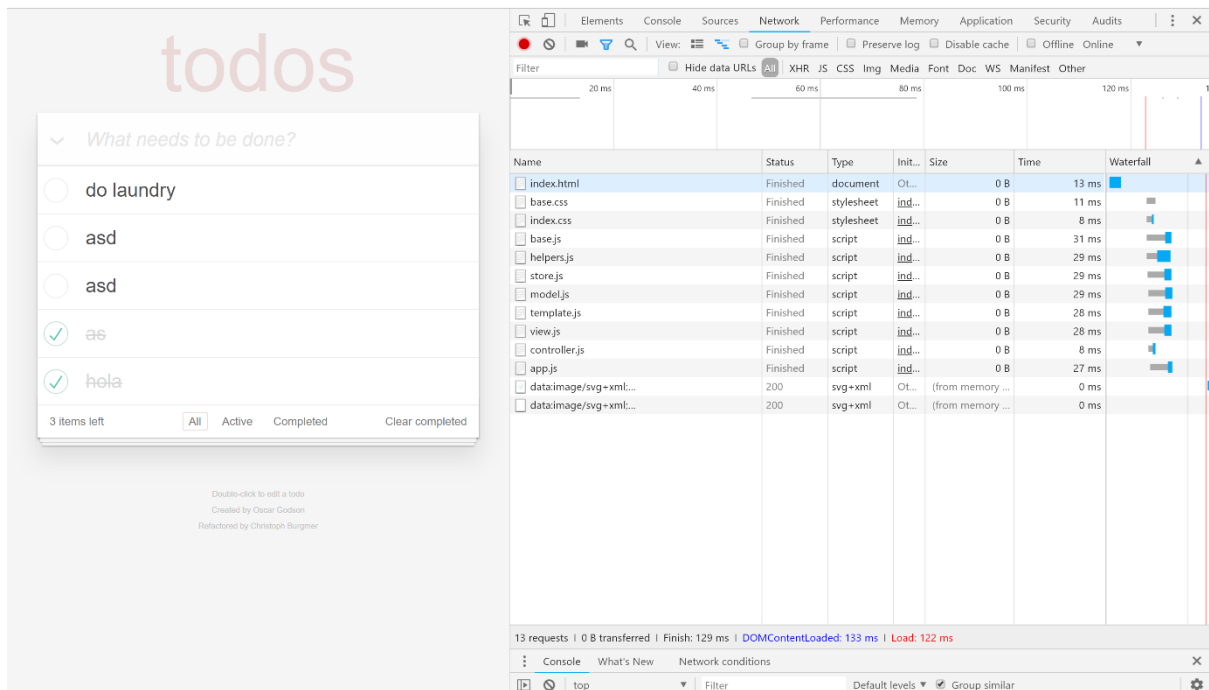 todos
What needs to be done?
do laundry
asd
asd
as
hola
3 items left All Active Completed Clear completed
Double-click to edit a todo
Created by Oscar Godson
Refactored by Christoph Burgmer
Elements Console Sources Network Performance Memory Application Security Audits
View: Group by frame Preserve log Disable cache Offline Online
Filter Hide data URLs All XHR JS CSS Img Media Font Doc WS Manifest Other
20 ms 40 ms 60 ms 80 ms 100 ms 120 ms 1
Name Status Type Init... Size Time Waterfall
index.html Finished document Ot... 0 B 13 ms
base.css Finished stylesheet ind... 0 B 11 ms
index.css Finished stylesheet ind... 0 B 8 ms
base.js Finished script ind... 0 B 31 ms
helpers.js Finished script ind... 0 B 29 ms
store.js Finished script ind... 0 B 29 ms
model.js Finished script ind... 0 B 29 ms
template.js Finished script ind... 0 B 28 ms
view.js Finished script ind... 0 B 28 ms
controller.js Finished script ind... 0 B 8 ms
app.js Finished script ind... 0 B 27 ms
data:image/svg+xml;... 200 svg+xml Ot... (from memory ... 0 ms
data:image/svg+xml;... 200 svg+xml Ot... (from memory ... 0 ms
13 requests | 0 B transferred | Finish: 129 ms | DOMContentLoaded: 133 ms | Load: 122 ms
Console What's New Network conditions
top Filter Default levels Group similar